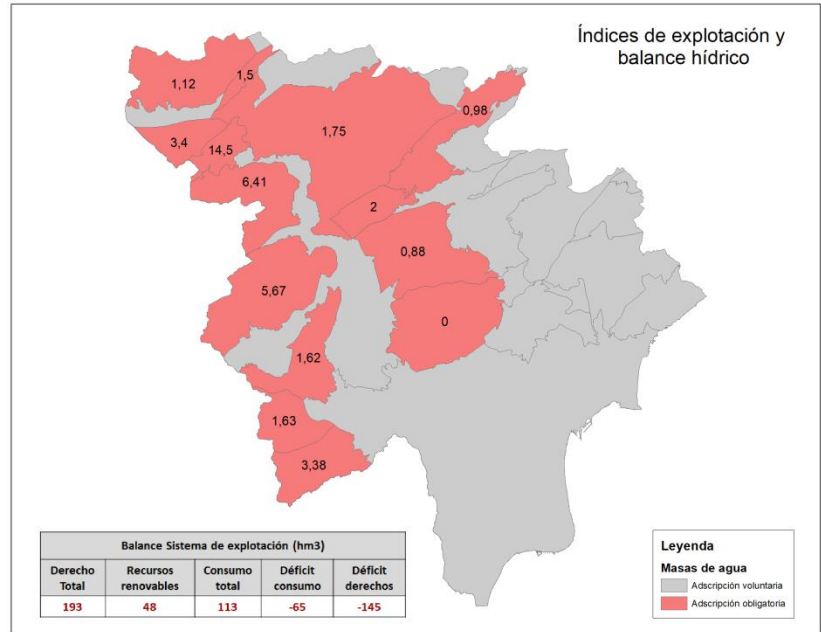 Índices de explotación y
balance hídrico
1,12
1,5
0,98
1,75
3,4
14,5
6,41
2
0,88
5,67
0
1,62
1,63
3,38
Balance Sistema de explotación (hm3)
Derecho Total Recursos renovables Consumo total Déficit consumo Déficit derechos
193 48 113 -65 -145
Leyenda
Masas de agua
Adscripción voluntaria
Adscripción obligatoria